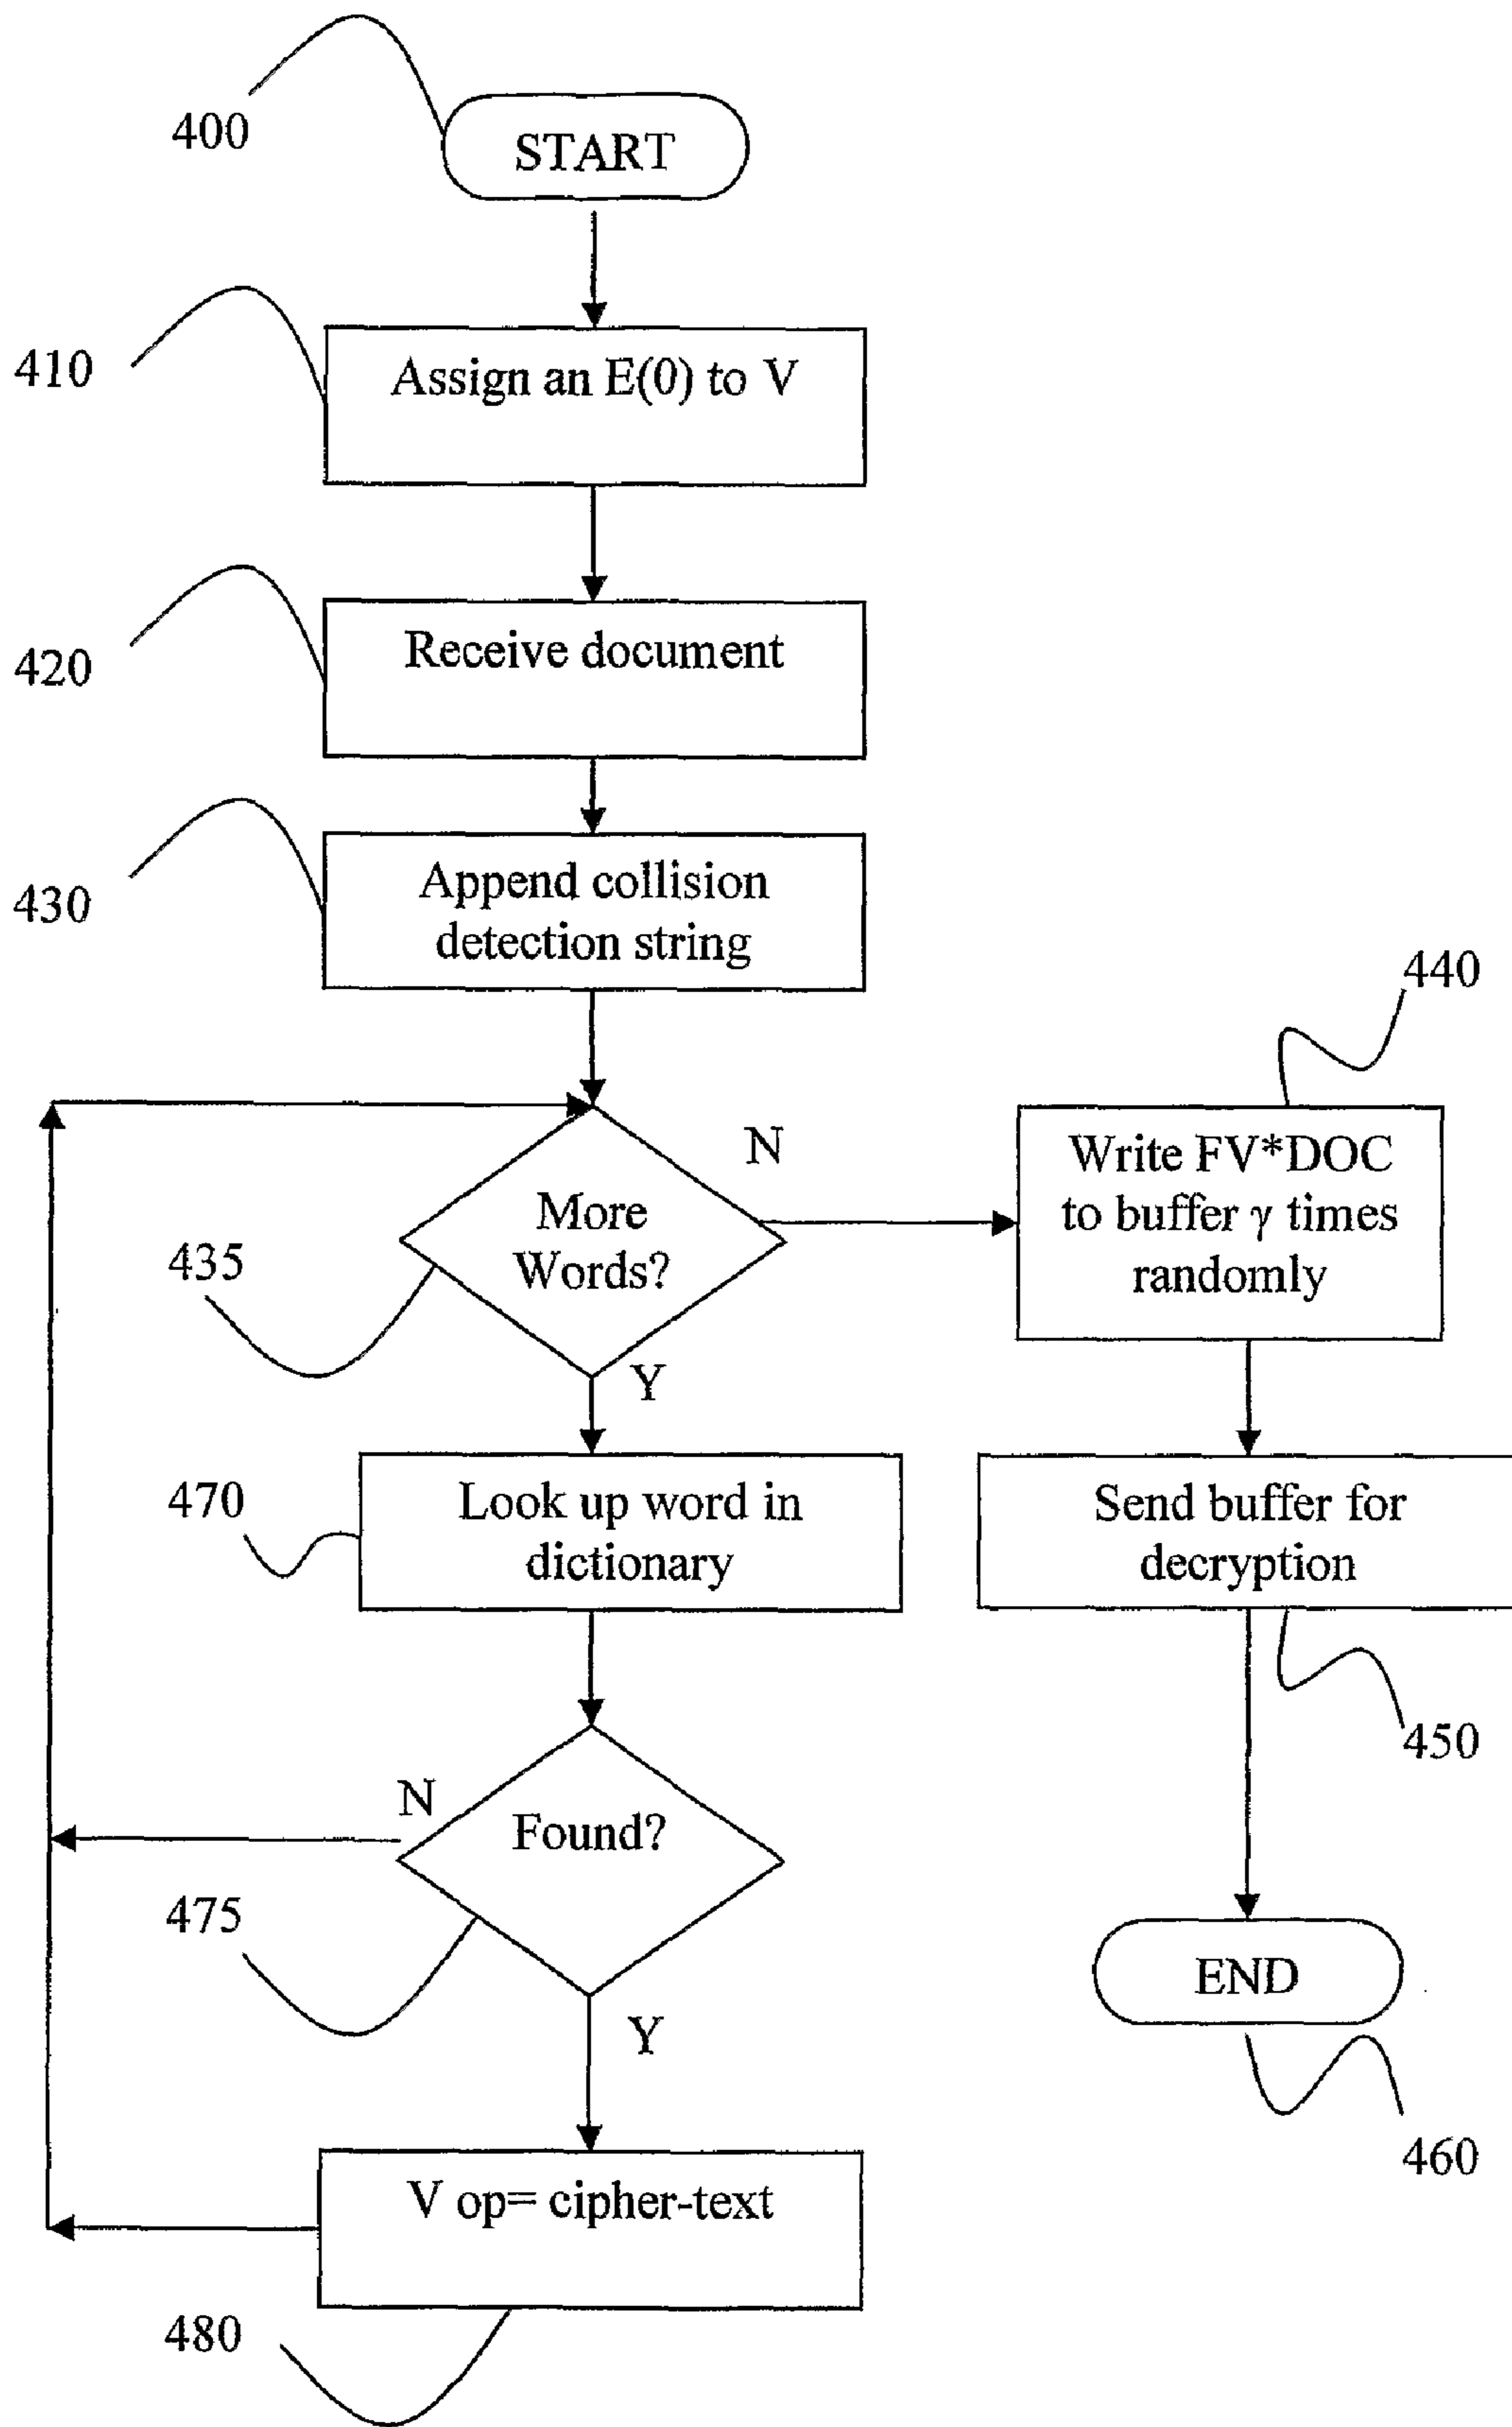 400
START
410
Assign an E(0) to V
420
Receive document
430
Append collision
detection string
440
N
Write FV*DOC
to buffer γ times
randomly
More
Words?
435
Y
470
Look up word in
dictionary
Send buffer for
decryption
450
N
Found?
475
Y
END
460
V op= cipher-text
480